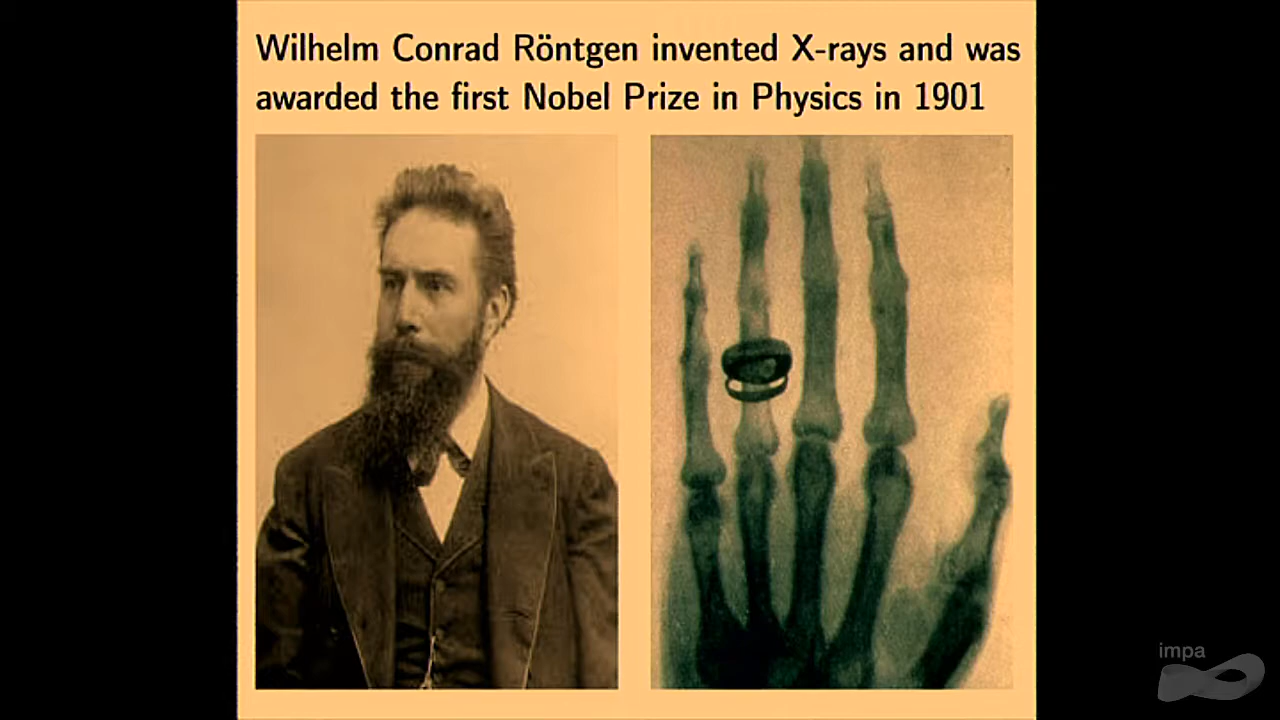 Wilhelm Conrad Röntgen invented X-rays and was
awarded the first Nobel Prize in Physics in 1901
impa